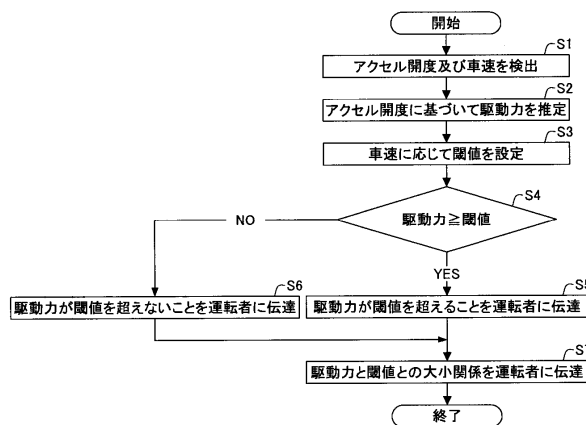 開始
S1
アクセル開度及び車速を検出
S2
アクセル開度に基づいて駆動力を推定
S3
車速に応じて閾値を設定
S4
駆動力≧閾値
NO
YES
S6
駆動力が閾値を超えないことを運転者に伝達
S5
駆動力が閾値を超えることを運転者に伝達
S7
駆動力と閾値との大小関係を運転者に伝達
終了